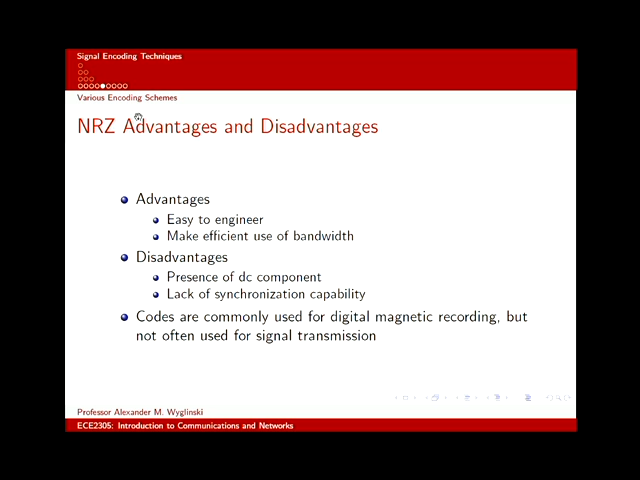 Signal Encoding Techniques
Various Encoding Schemes
NRZ Advantages and Disadvantages
Advantages
Easy to engineer
Make efficient use of bandwidth
Disadvantages
Presence of dc component
Lack of synchronization capability
Codes are commonly used for digital magnetic recording, but
not often used for signal transmission
Professor Alexander M. Wyglinski
ECE2305: Introduction to Communications and Networks